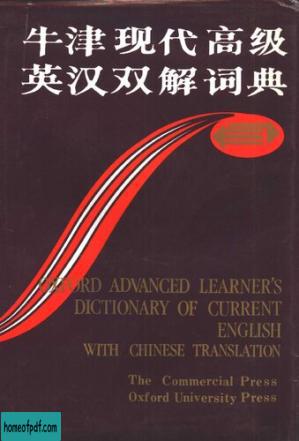 牛津现代高级
英汉双解词典
OXFORD ADVANCED LEARNER'S
DICTIONARY OF CURRENT
ENGLISH
WITH CHINESE TRANSLATION
The Commercial Press
Oxford University Press
homeofpdf.com